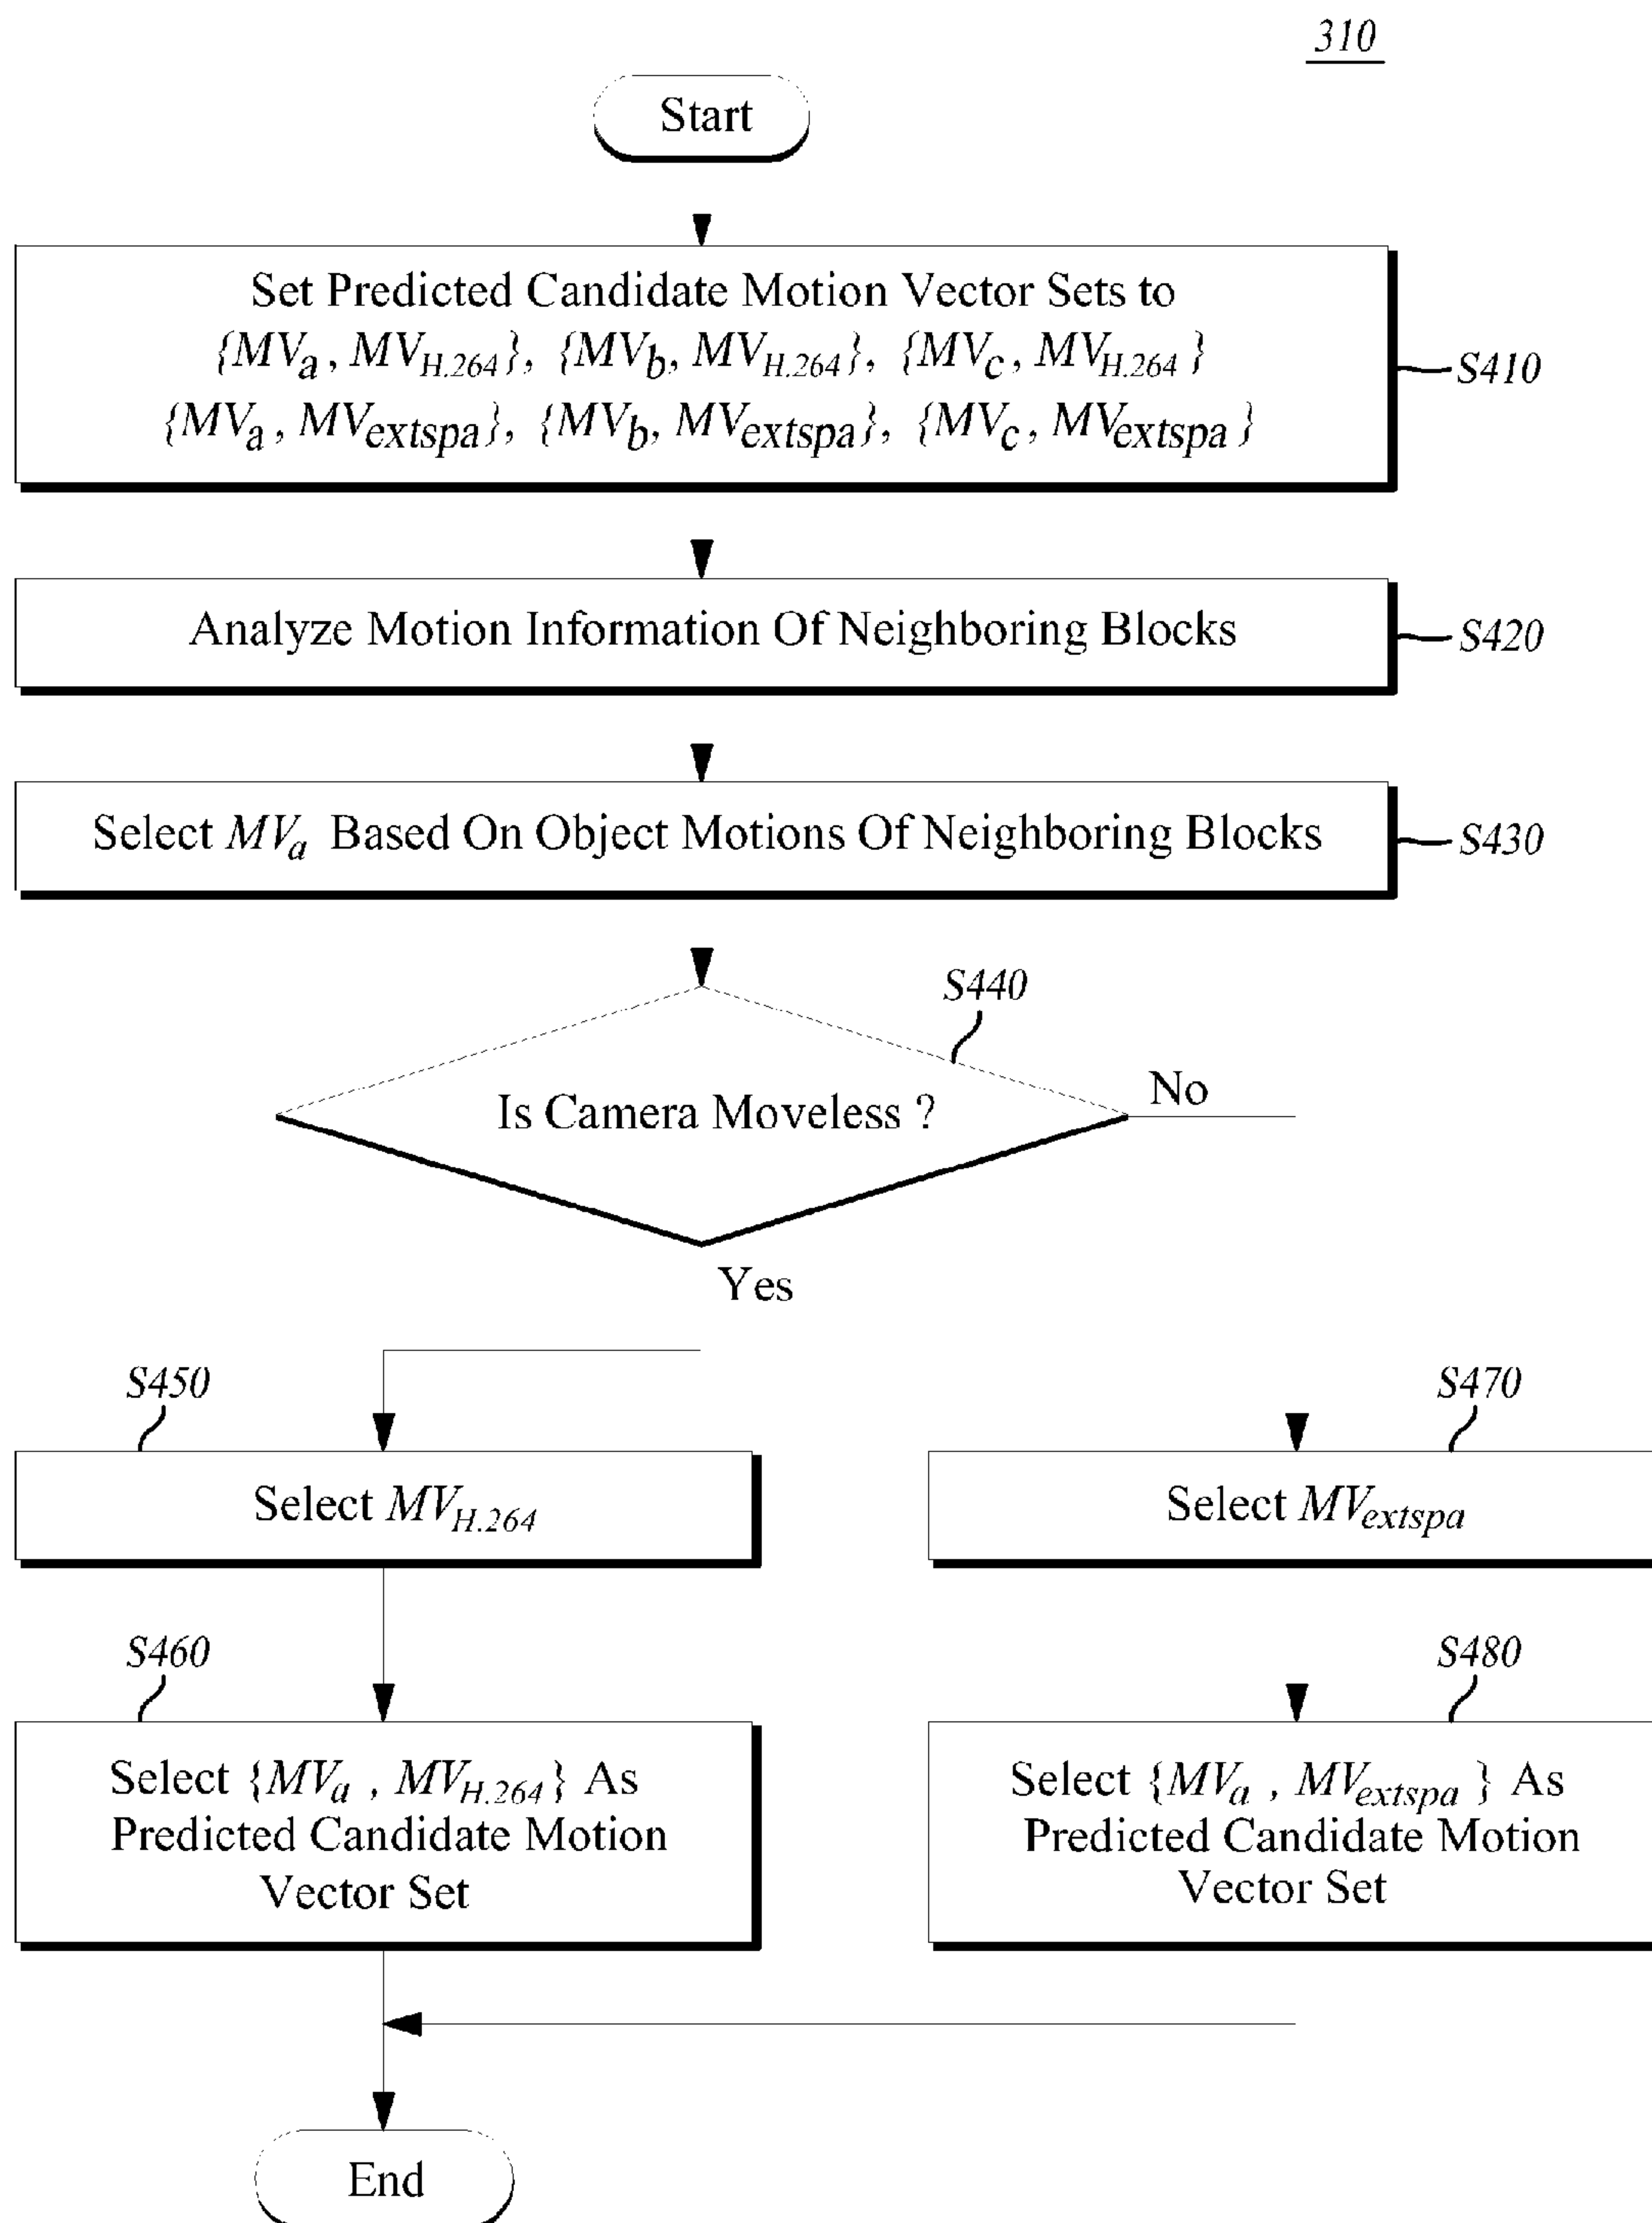 310
Start
Set Predicted Candidate Motion Vector Sets to
{MVa , MVH.264}, {MVb, MVH.264}, {MVc , MVH.264 }
{MVa , MVextspa}, {MVb, MVextspa}, {MVc , MVextspa }
S410
Analyze Motion Information Of Neighboring Blocks
S420
Select MVa Based On Object Motions Of Neighboring Blocks
S430
S440
Is Camera Moveless ?
No
Yes
S450
S470
Select MVH.264
Select MVextspa
S460
S480
Select {MVa , MVH.264} As
Predicted Candidate Motion
Vector Set
Select {MVa , MVextspa } As
Predicted Candidate Motion
Vector Set
End